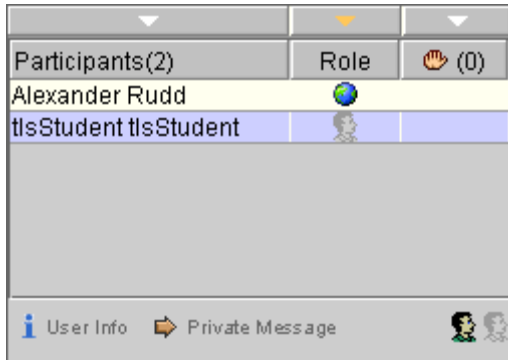 Participants(2) Role (0)
Alexander Rudd
tlsStudent tlsStudent
User Info Private Message